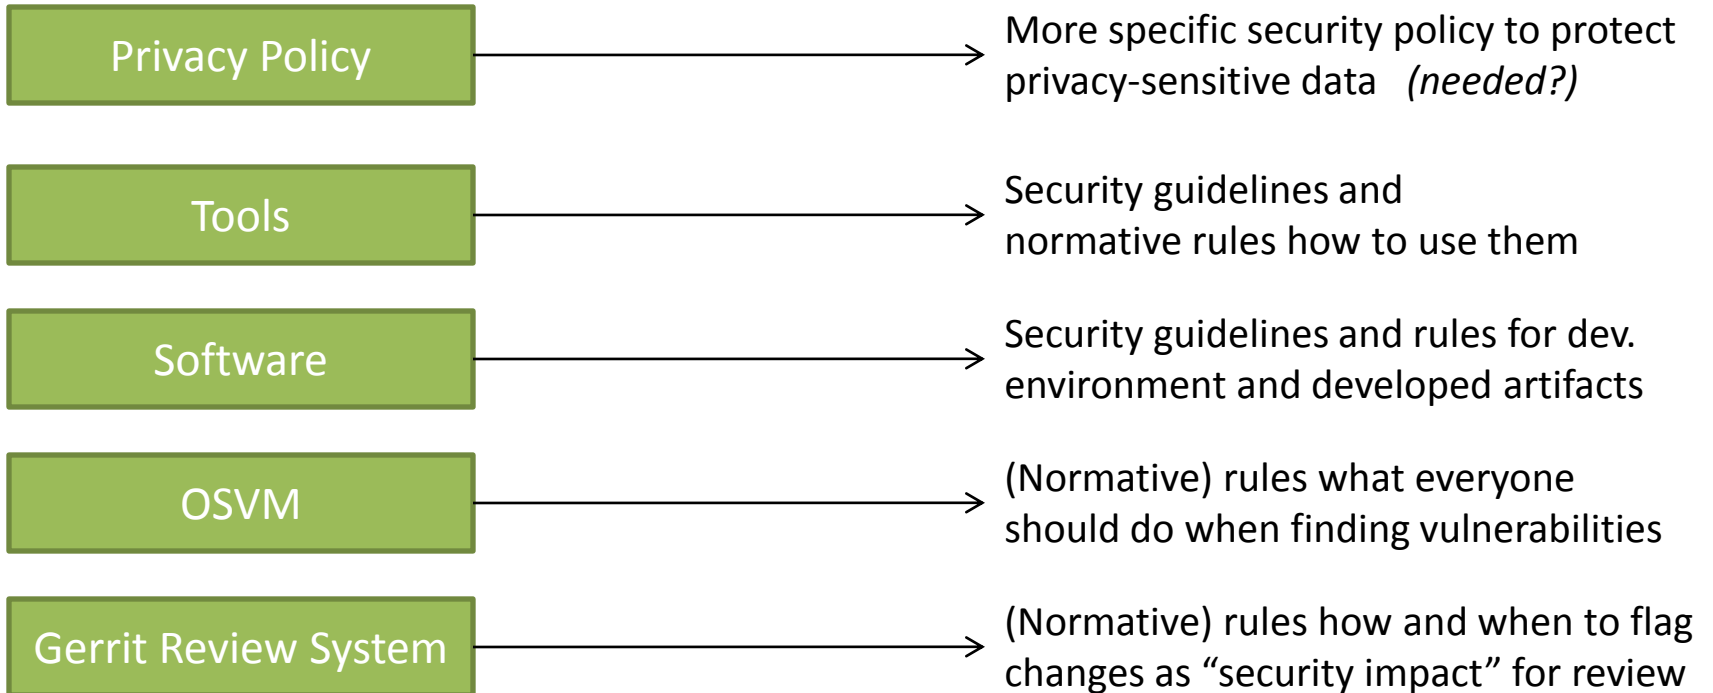 Privacy Policy
More specific security policy to protect
privacy-sensitive data (needed?)
Tools
Security guidelines and
normative rules how to use them
Software
Security guidelines and rules for dev.
environment and developed artifacts
OSVM
(Normative) rules what everyone
should do when finding vulnerabilities
Gerrit Review System
(Normative) rules how and when to flag
changes as “security impact” for review